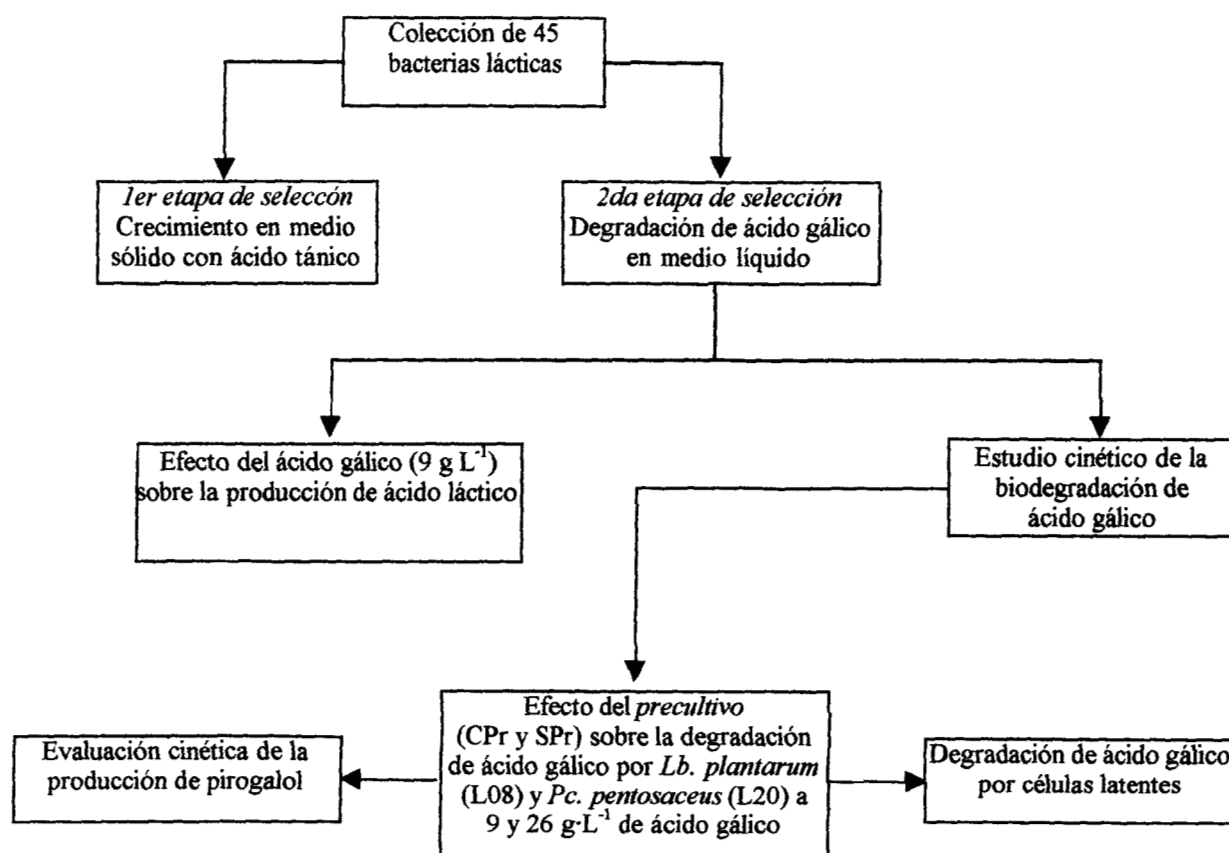 Colección de 45
bacterias lácticas
1er etapa de seleccón
Crecimiento en medio
sólido con ácido tánico
2da etapa de selección
Degradación de ácido gálico
en medio líquido
Efecto del ácido gálico (9 g L⁻¹)
sobre la producción de ácido láctico
Estudio cinético de la
biodegradación de
ácido gálico
Evaluación cinética de la
producción de pirogalol
Efecto del precultivo
(CPr y SPr) sobre la degradación
de ácido gálico por Lb. plantarum
(L08) y Pc. pentosaceus (L20) a
9 y 26 g·L⁻¹ de ácido gálico
Degradación de ácido gálico
por células latentes